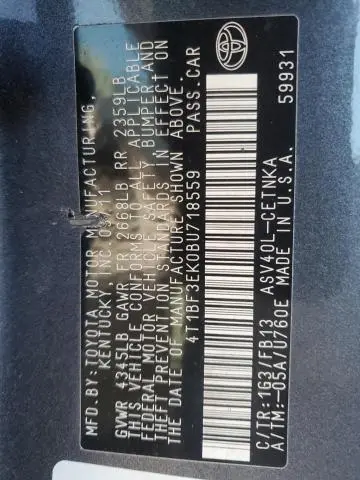 MFD.BY: TOYOTA MOTOR MANUFACTURING,
KENTUCKY, INC. 03/11
GVWR 4345LB GAWR FR 2668LB RR 2359LB
THIS VEHICLE CONFORMS TO ALL APPLICABLE
FEDERAL MOTOR VEHICLE SAFETY, BUMPER, AND
THEFT PREVENTION STANDARDS IN EFFECT ON
THE DATE OF MANUFACTURE SHOWN ABOVE.
4T1BF3EK0BU718559 PASS.CAR
C/TR:1G3/FB13 ASV40L-CETNKA
A/TM:-05A/U760E MADE IN U.S.A.
59931
TOYOTA